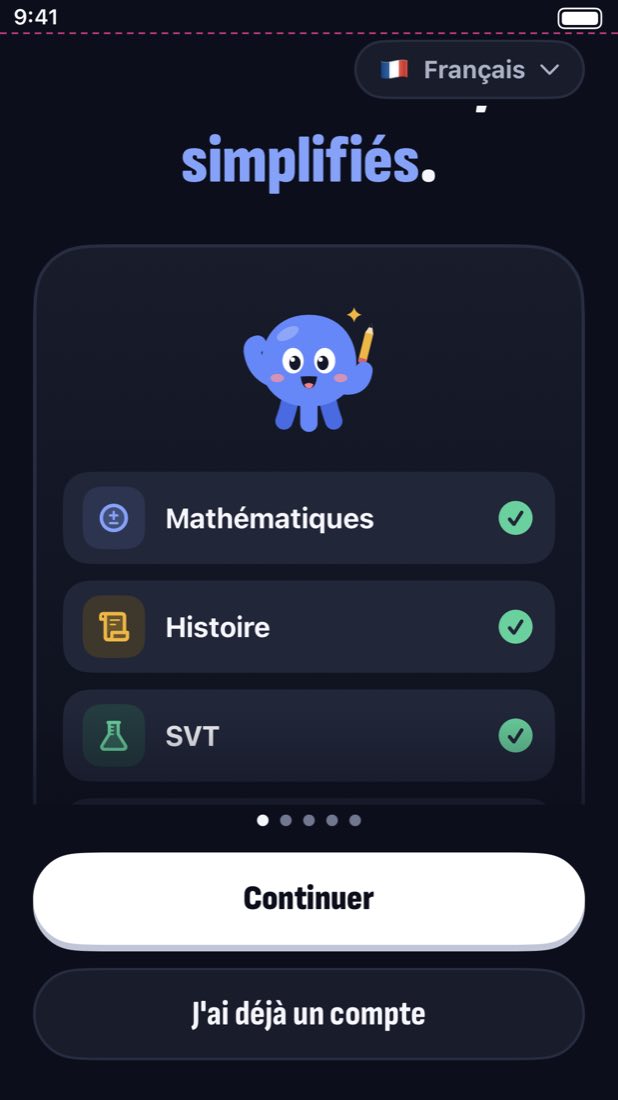 9:41
Français
simplifiés.
Mathématiques
Histoire
SVT
Continuer
J'ai déjà un compte